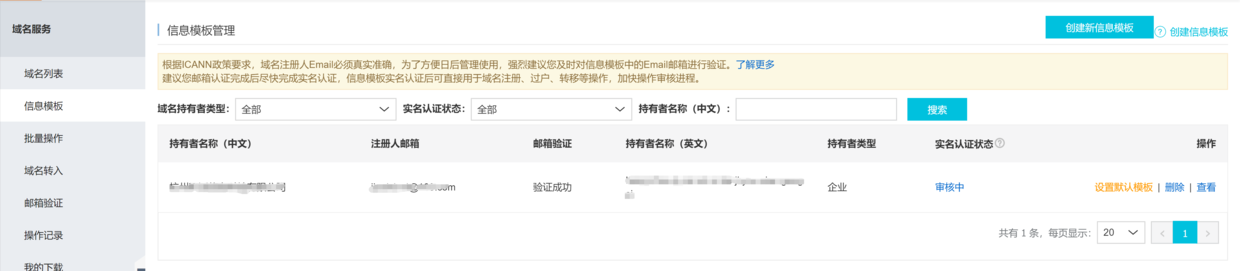 域名服务
域名列表
信息模板
批量操作
域名转入
邮箱验证
操作记录
我的下载
信息模板管理
创建新信息模板
? 创建信息模板
根据ICANN政策要求，域名注册人Email必须真实准确，为了方便日后管理使用，强烈建议您及时对信息模板中的Email邮箱进行验证。了解更多
建议您邮箱认证完成后尽快完成实名认证，信息模板实名认证后可直接用于域名注册、过户、转移等操作，加快操作审核进程。
域名持有者类型： 全部 实名认证状态： 全部 持有者名称（中文）： 搜索
持有者名称（中文） 注册人邮箱 邮箱验证 持有者名称（英文） 持有者类型 实名认证状态 ? 操作
验证成功 企业 审核中 设置默认模板 | 删除 | 查看
共有 1 条，每页显示： 20 < 1 >